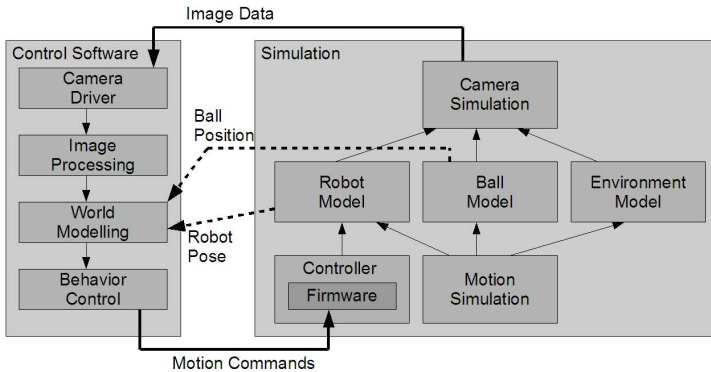 Image Data
Control Software
Camera
Driver
Image
Processing
World
Modelling
Behavior
Control
Ball
Position
Robot
Pose
Simulation
Camera
Simulation
Robot
Model
Ball
Model
Environment
Model
Controller
Firmware
Motion
Simulation
Motion Commands